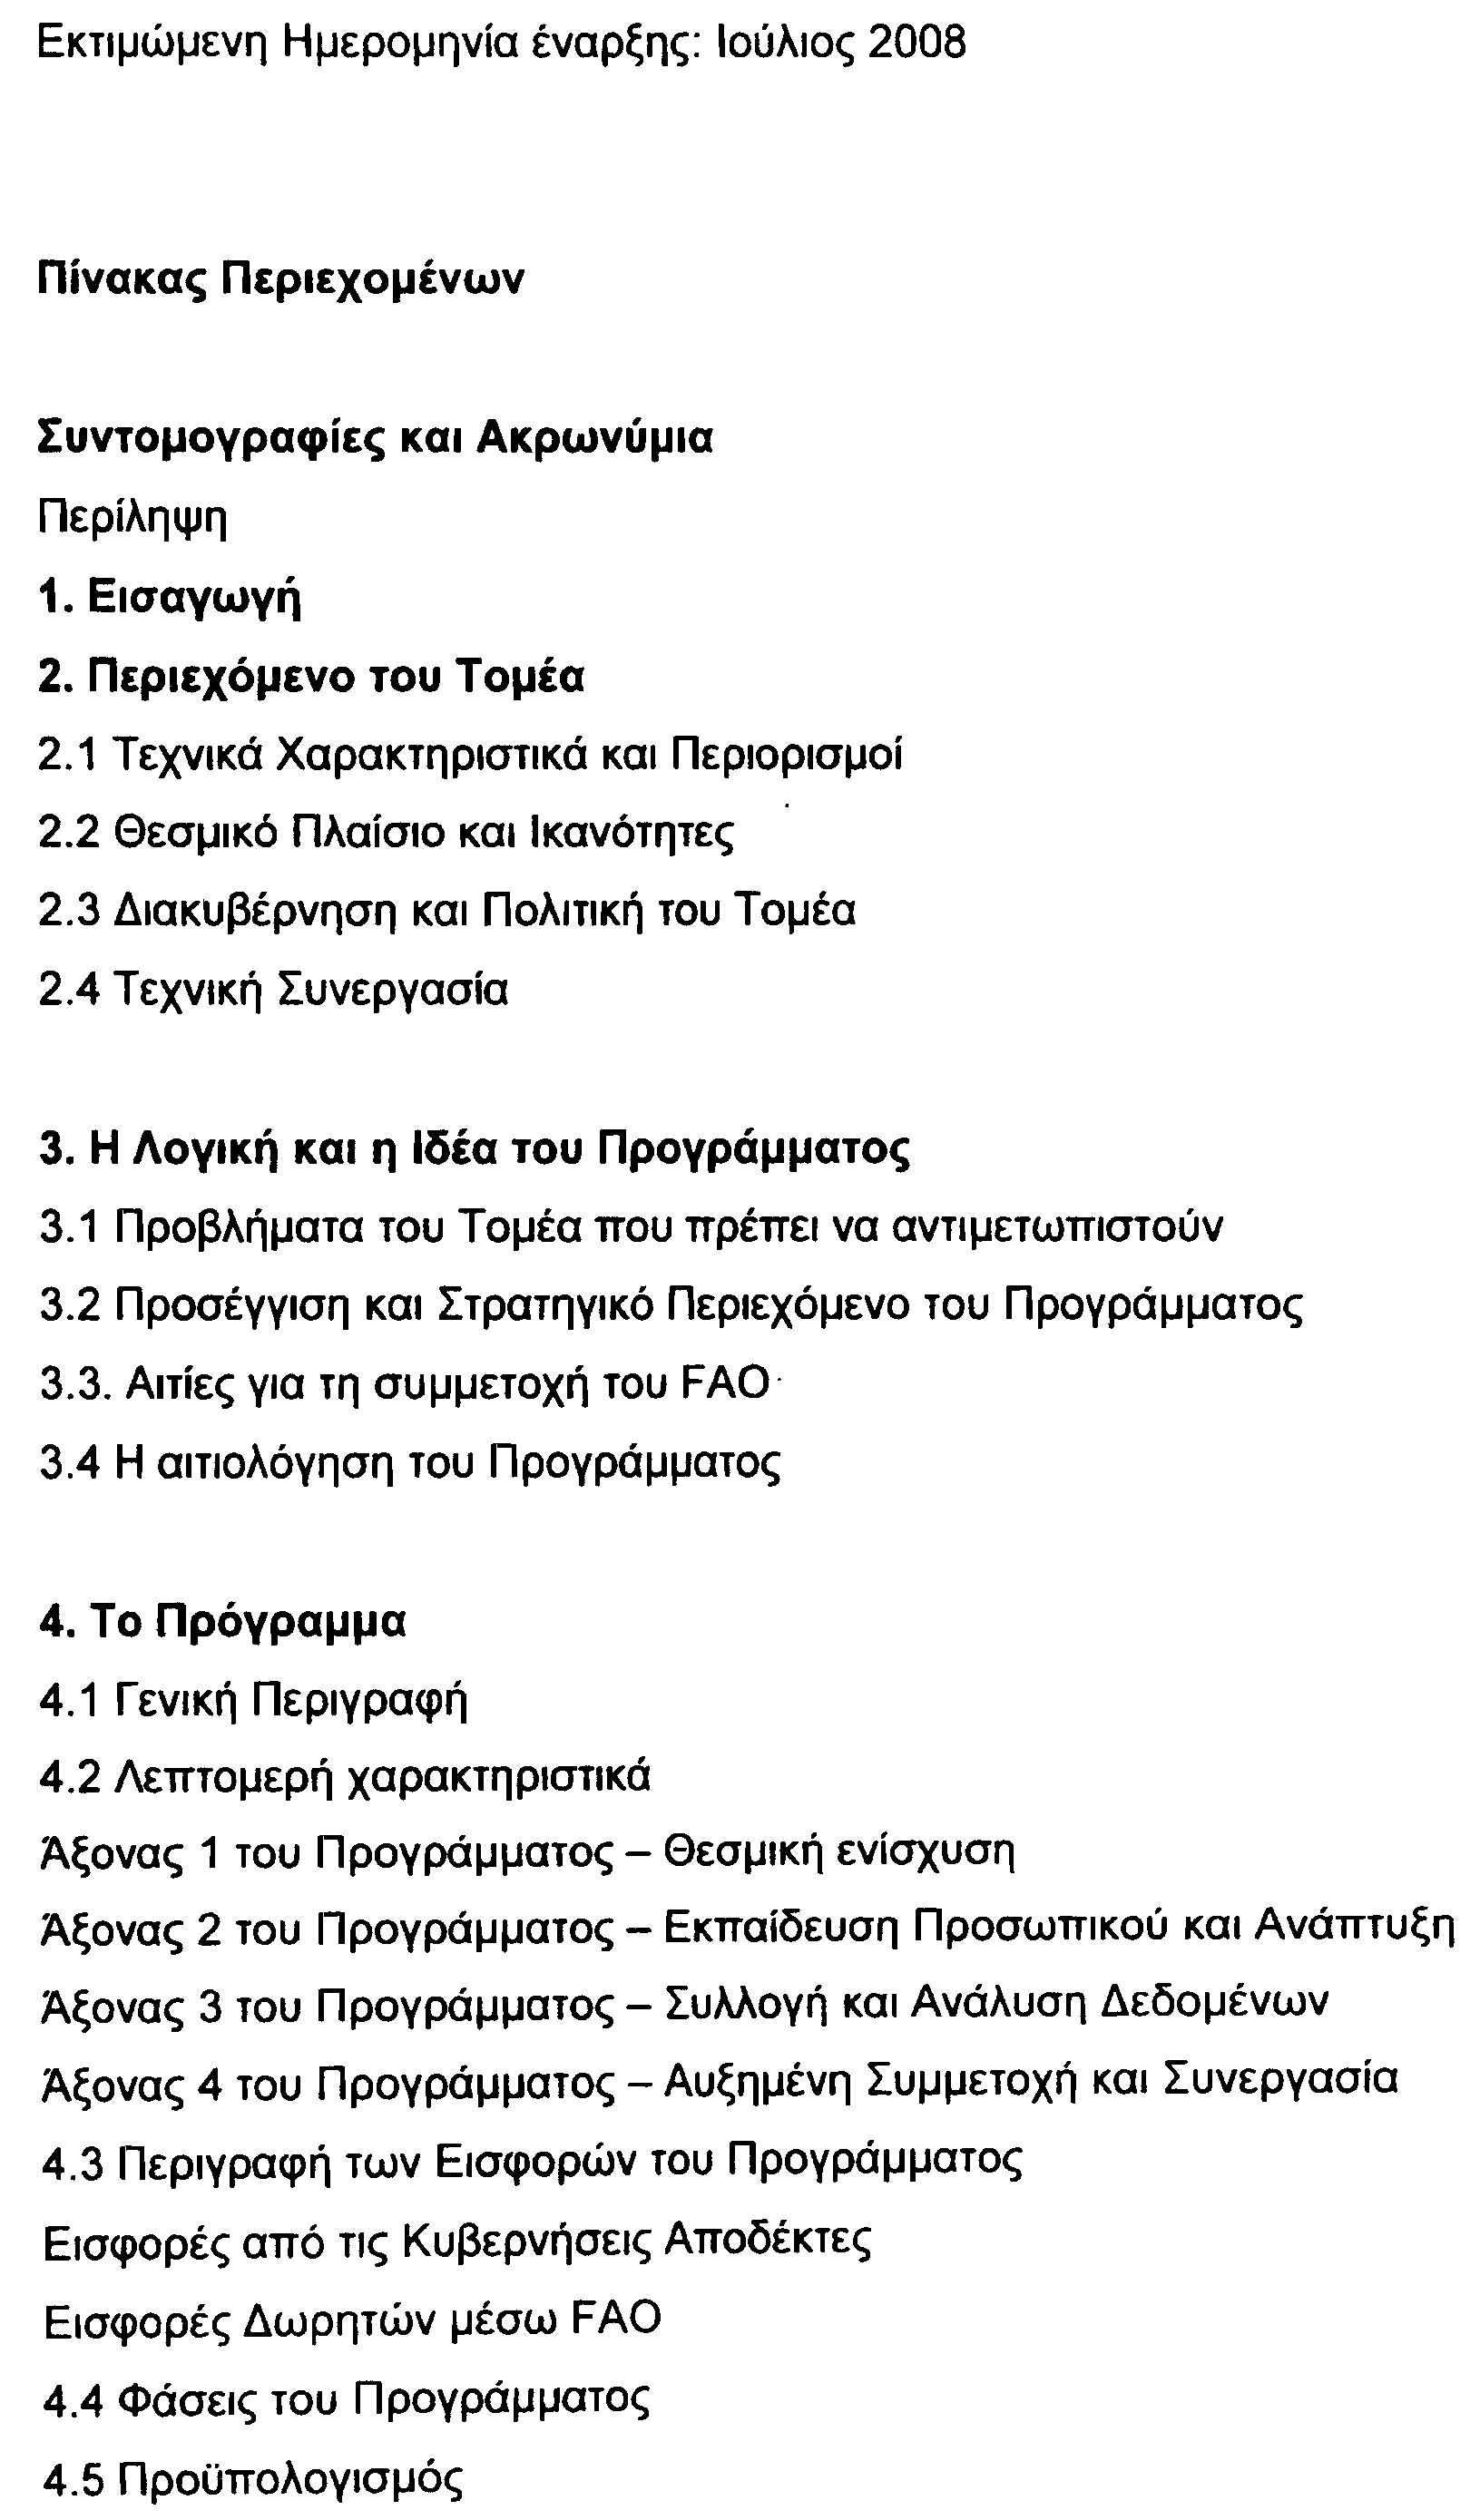 Εκτιμώμενη Ημερομηνία έναρξης: Ιούλιος 2008
Πίνακας Περιεχομένων
Συντομογραφίες και Ακρωνύμια
Περίληψη
1. Εισαγωγή
2. Περιεχόμενο του Τομέα
2.1 Τεχνικά Χαρακτηριστικά και Περιορισμοί
2.2 Θεσμικό Πλαίσιο και Ικανότητες
2.3 Διακυβέρνηση και Πολιτική του Τομέα
2.4 Τεχνική Συνεργασία
3. Η Λογική και η Ιδέα του Προγράμματος
3.1 Προβλήματα του Τομέα που πρέπει να αντιμετωπιστούν
3.2 Προσέγγιση και Στρατηγικό Περιεχόμενο του Προγράμματος
3.3. Αιτίες για τη συμμετοχή του FAO
3.4 Η αιτιολόγηση του Προγράμματος
4. Το Πρόγραμμα
4.1 Γενική Περιγραφή
4.2 Λεπτομερή χαρακτηριστικά
Άξονας 1 του Προγράμματος – Θεσμική ενίσχυση
Άξονας 2 του Προγράμματος – Εκπαίδευση Προσωπικού και Ανάπτυξη
Άξονας 3 του Προγράμματος – Συλλογή και Ανάλυση Δεδομένων
Άξονας 4 του Προγράμματος – Αυξημένη Συμμετοχή και Συνεργασία
4.3 Περιγραφή των Εισφορών του Προγράμματος
Εισφορές από τις Κυβερνήσεις Αποδέκτες
Εισφορές Δωρητών μέσω FAO
4.4 Φάσεις του Προγράμματος
4.5 Προϋπολογισμός